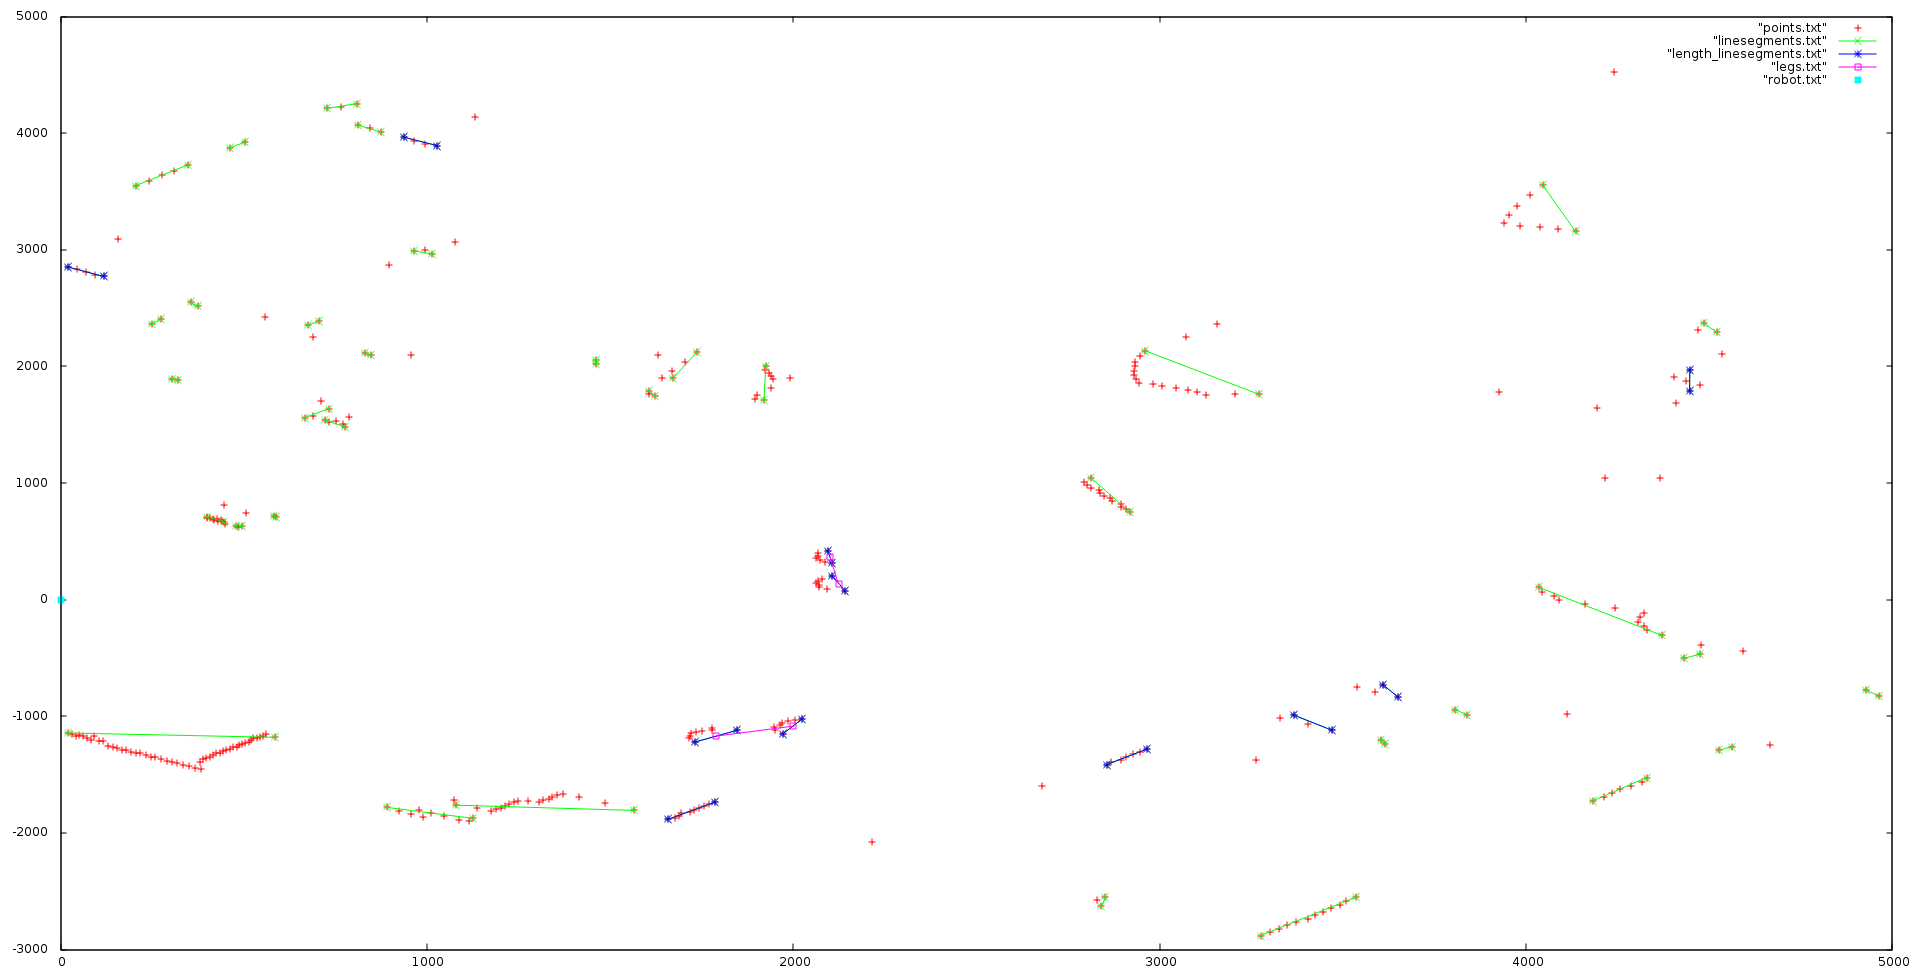 5000
"points.txt"
"linesegments.txt"
"length_linesegments.txt"
"legs.txt"
"robot.txt"
4000
3000
2000
1000
0
-1000
-2000
-3000
0 1000 2000 3000 4000 5000